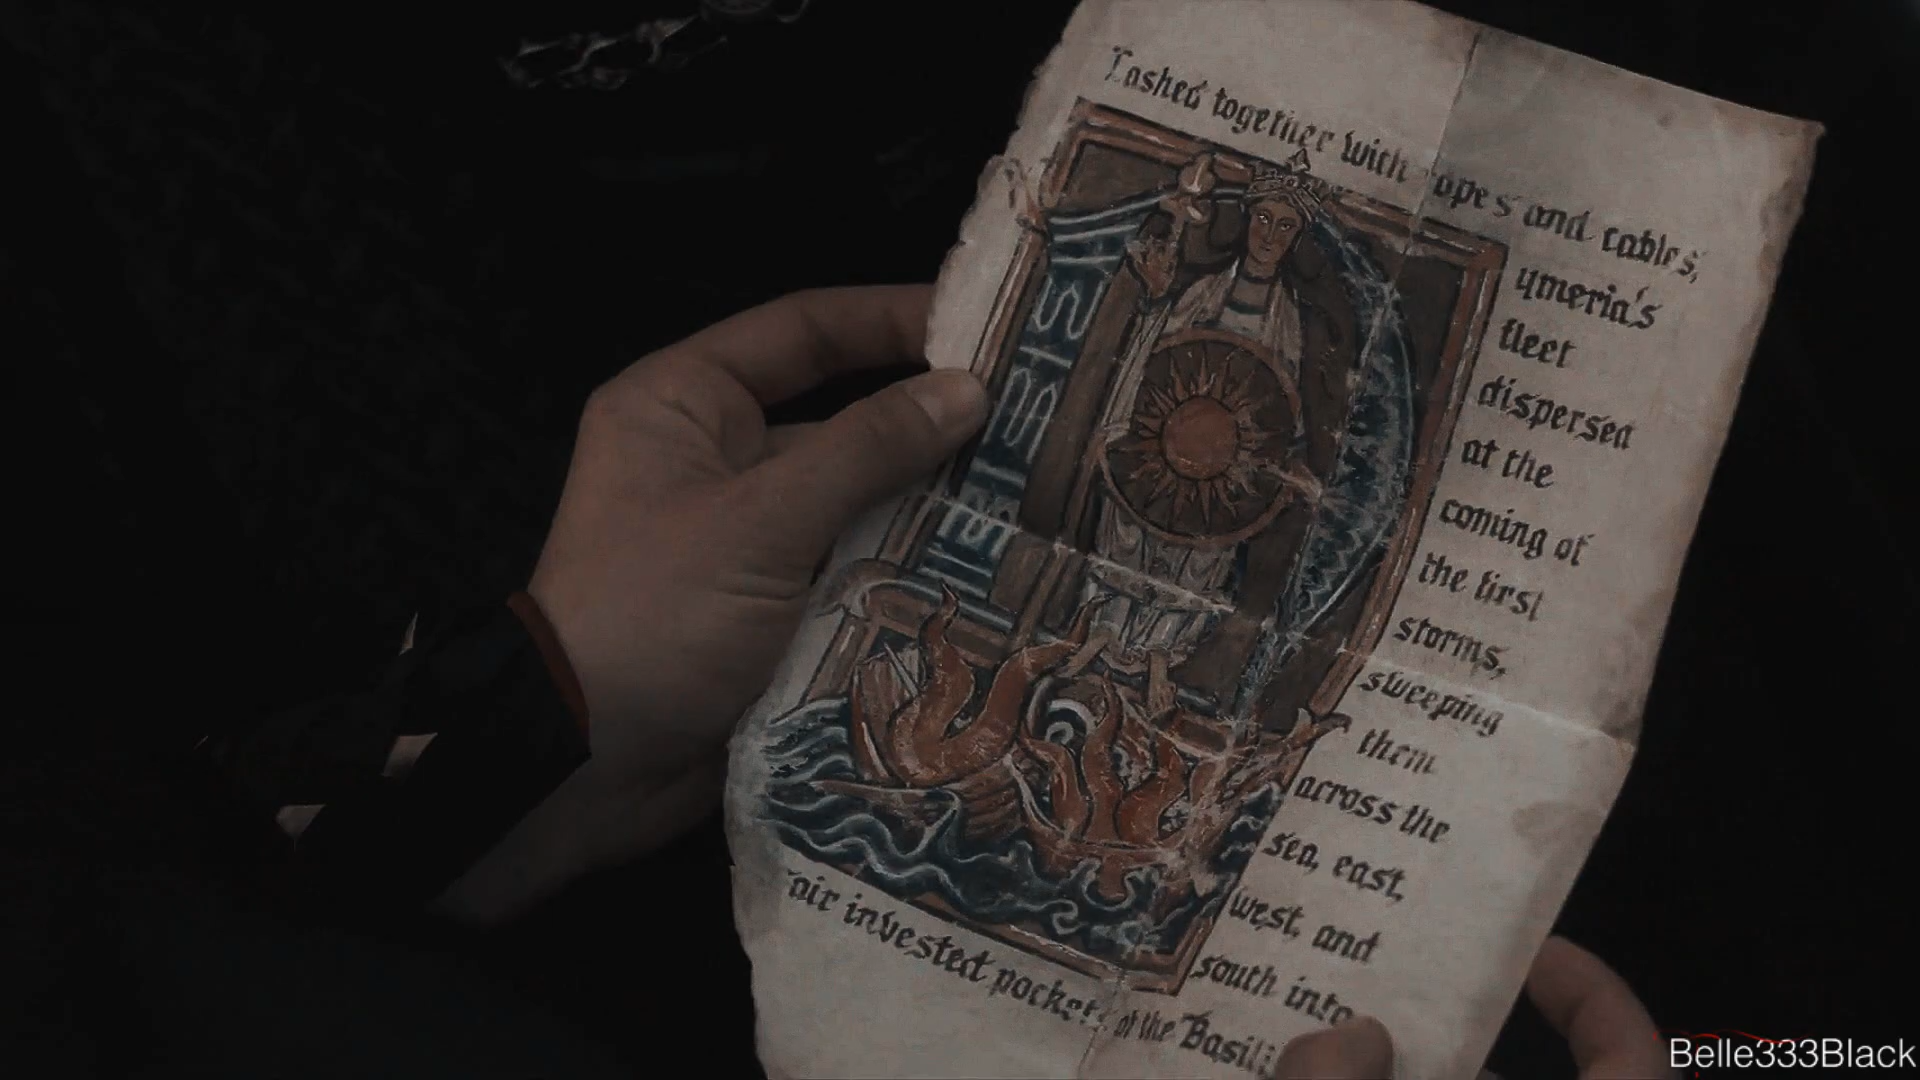 Lashed together with ropes and cables,
ymeria's
fleet
dispersed
at the
coming of
the first
storms,
sweeping
them
across the
sea, east,
west, and
south into
air invested pockets of the Basili
Belle333Black